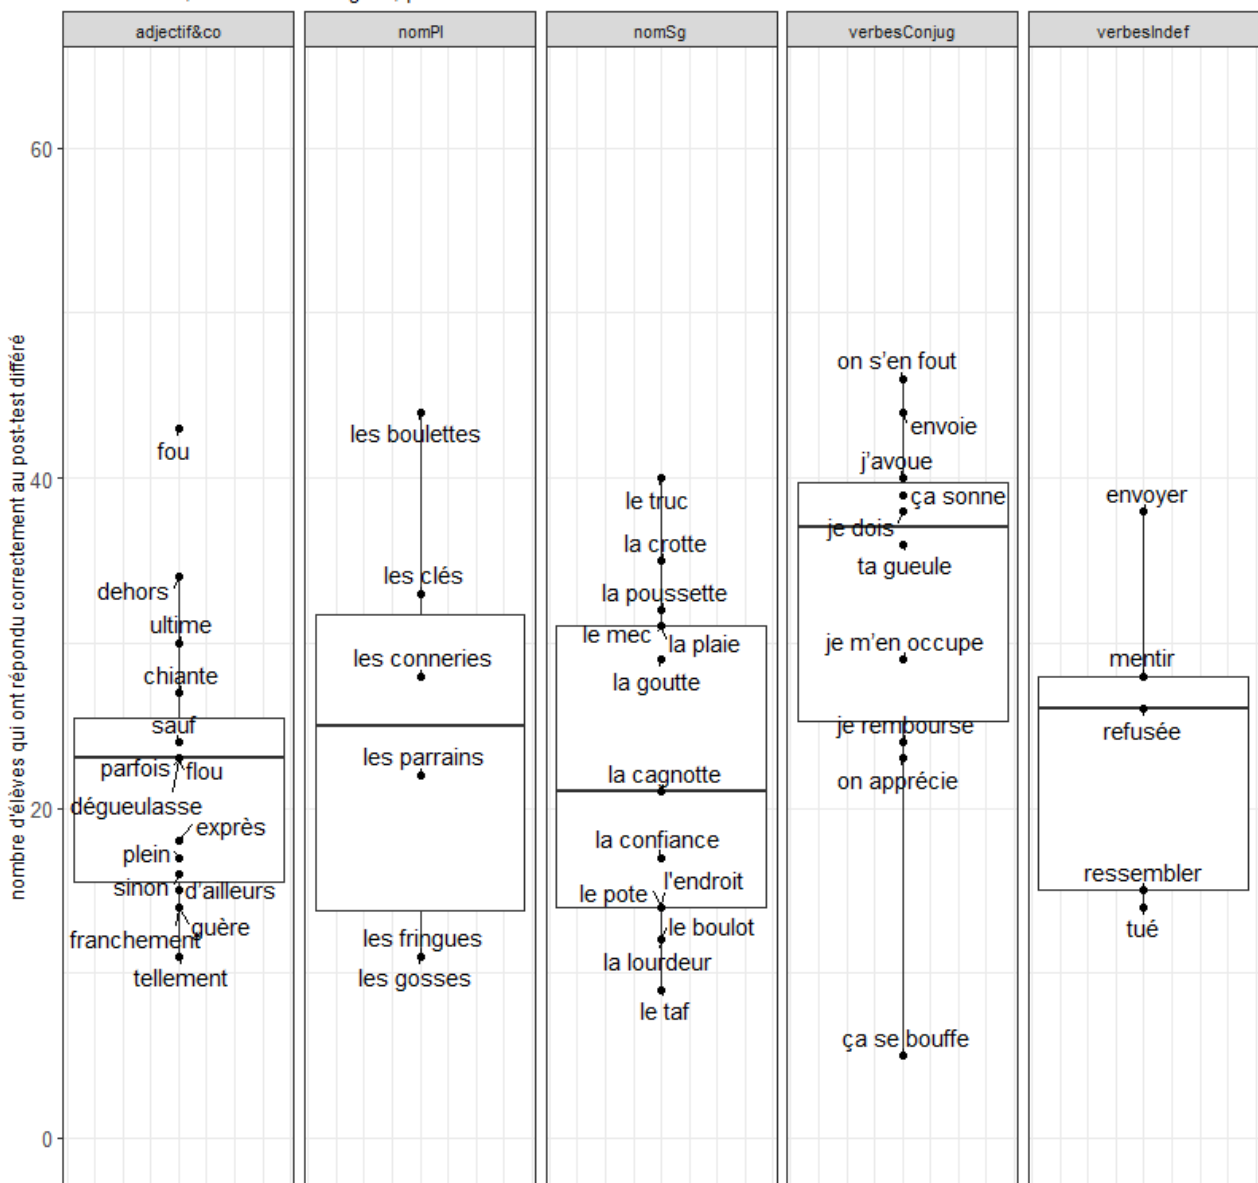 adjectif&co
nomPl
nomSg
verbesConjug
verbesIndef
nombre d'élèves qui ont répondu correctement au post-test différé
60
40
20
0
fou
dehors
ultime
chiante
sauf
parfois
flou
dégueulasse
exprès
plein
sinon
d'ailleurs
guère
franchement
tellement
les boulettes
les clés
les conneries
les parrains
les fringues
les gosses
le truc
la crotte
la poussette
le mec
la plaie
la goutte
la cagnotte
la confiance
l'endroit
le pote
le boulot
la lourdeur
le taf
on s'en fout
envoie
j'avoue
ça sonne
je dois
ta gueule
je m'en occupe
je rembourse
on apprécie
ça se bouffe
envoyer
mentir
refusée
ressembler
tué